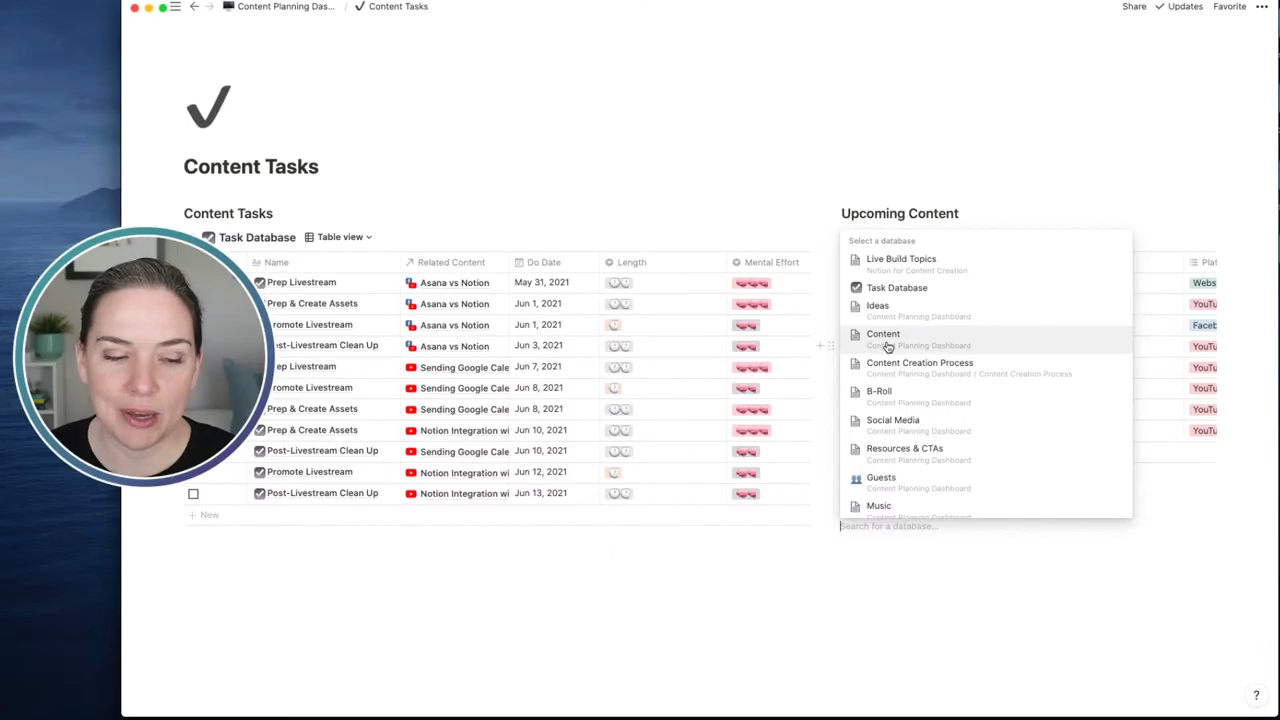 Content Planning Das... / Content Tasks
Share Updates Favorite
Content Tasks
Content Tasks
Task Database Table view
Name Related Content Do Date Length Mental Effort
Prep Livestream Asana vs Notion May 31, 2021
Prep & Create Assets Asana vs Notion Jun 1, 2021
romote Livestream Asana vs Notion Jun 1, 2021
ost-Livestream Clean Up Asana vs Notion Jun 3, 2021
ep Livestream Sending Google Cale Jun 7, 2021
romote Livestream Sending Google Cale Jun 8, 2021
rep & Create Assets Sending Google Cale Jun 8, 2021
Prep & Create Assets Notion Integration wi Jun 10, 2021
Post-Livestream Clean Up Sending Google Cale Jun 10, 2021
Promote Livestream Notion Integration wi Jun 12, 2021
Post-Livestream Clean Up Notion Integration wi Jun 13, 2021
+ New
Upcoming Content
Select a database
Live Build Topics
Notion for Content Creation
Task Database
Ideas
Content Planning Dashboard
Content
Content Planning Dashboard
Content Creation Process
Content Planning Dashboard / Content Creation Process
B-Roll
Content Planning Dashboard
Social Media
Content Planning Dashboard
Resources & CTAs
Content Planning Dashboard
Guests
Content Planning Dashboard
Music
Content Planning Dashboard
Search for a database...
Plat
Webs
YouTu
Faceb
YouTu
YouTu
YouTu
YouTu
?